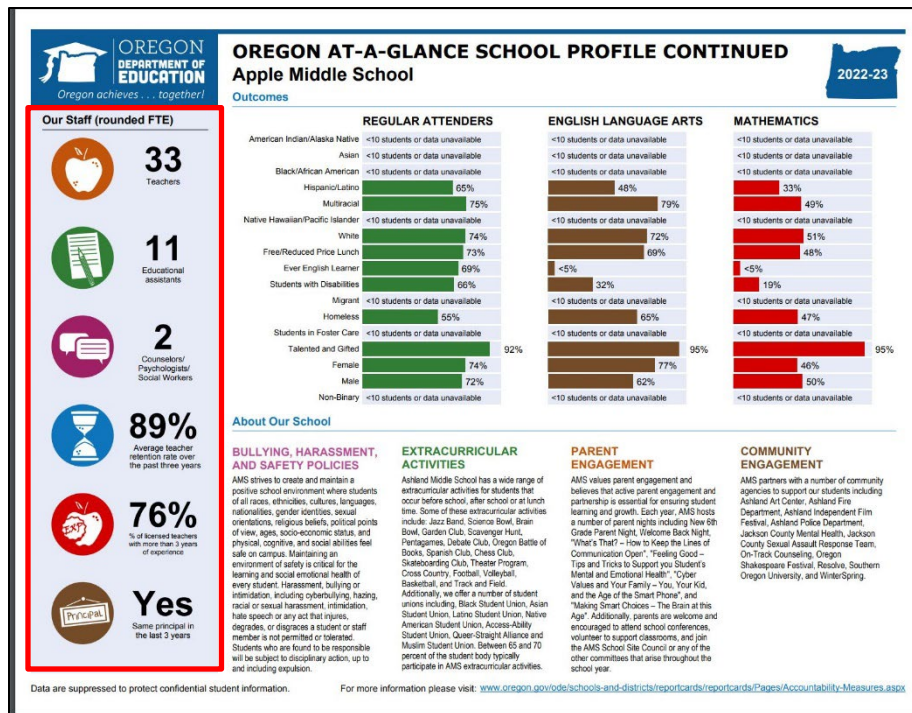 OREGON
DEPARTMENT OF
EDUCATION
Oregon achieves . . . together!
OREGON AT-A-GLANCE SCHOOL PROFILE CONTINUED
Apple Middle School
2022-23
Our Staff (rounded FTE)
33
Teachers
11
Educational
assistants
2
Counselors/
Psychologists/
Social Workers
89%
Average teacher
retention rate over
the past three years
EXP
76%
% of licensed teachers
with more than 3 years
of experience
Principal
Yes
Same principal in
the last 3 years
Outcomes
REGULAR ATTENDERS ENGLISH LANGUAGE ARTS MATHEMATICS
American Indian/Alaska Native <10 students or data unavailable <10 students or data unavailable <10 students or data unavailable
Asian <10 students or data unavailable <10 students or data unavailable <10 students or data unavailable
Black/African American <10 students or data unavailable <10 students or data unavailable <10 students or data unavailable
Hispanic/Latino 65% 48% 33%
Multiracial 75% 79% 49%
Native Hawaiian/Pacific Islander <10 students or data unavailable <10 students or data unavailable <10 students or data unavailable
White 74% 72% 51%
Free/Reduced Price Lunch 73% 69% 48%
Ever English Learner 69% <5% <5%
Students with Disabilities 66% 32% 19%
Migrant <10 students or data unavailable <10 students or data unavailable <10 students or data unavailable
Homeless 55% 65% 47%
Students in Foster Care <10 students or data unavailable <10 students or data unavailable <10 students or data unavailable
Talented and Gifted 92% 95% 95%
Female 74% 77% 46%
Male 72% 62% 50%
Non-Binary <10 students or data unavailable <10 students or data unavailable <10 students or data unavailable
About Our School
BULLYING, HARASSMENT,
AND SAFETY POLICIES
AMS strives to create and maintain a
positive school environment where students
of all races, ethnicities, cultures, languages,
nationalities, gender identities, sexual
orientations, religious beliefs, political points
of view, ages, socio-economic status, and
physical, cognitive, and social abilities feel
safe on campus. Maintaining an
environment of safety is critical for the
learning and social emotional health of
every student. Harassment, bullying or
intimidation, including cyberbullying, hazing,
racial or sexual harassment, intimidation,
hate speech or any act that injures,
degrades, or disgraces a student or staff
member is not permitted or tolerated.
Students who are found to be responsible
will be subject to disciplinary action, up to
and including expulsion.
EXTRACURRICULAR
ACTIVITIES
Ashland Middle School has a wide range of
extracurricular activities for students that
occur before school, after school or at lunch
time. Some of these extracurricular activities
include: Jazz Band, Science Bowl, Brain
Bowl, Garden Club, Scavenger Hunt,
Pentagames, Debate Club, Oregon Battle of
Books, Spanish Club, Chess Club,
Skateboarding Club, Theater Program,
Cross Country, Football, Volleyball,
Basketball, and Track and Field.
Additionally, we offer a number of student
unions including, Black Student Union, Asian
Student Union, Latino Student Union, Native
American Student Union, Access-Ability
Student Union, Queer-Straight Alliance and
Muslim Student Union. Between 65 and 70
percent of the student body typically
participate in AMS extracurricular activities.
PARENT
ENGAGEMENT
AMS values parent engagement and
believes that active parent engagement and
partnership is essential for ensuring student
learning and growth. Each year, AMS hosts
a number of parent nights including New 6th
Grade Parent Night, Welcome Back Night,
"What's That? – How to Keep the Lines of
Communication Open", "Feeling Good –
Tips and Tricks to Support you Student's
Mental and Emotional Health", "Cyber
Values and Your Family – You, Your Kid,
and the Age of the Smart Phone", and
"Making Smart Choices – The Brain at this
Age". Additionally, parents are welcome and
encouraged to attend school conferences,
volunteer to support classrooms, and join
the AMS School Site Council or any of the
other committees that arise throughout the
school year.
COMMUNITY
ENGAGEMENT
AMS partners with a number of community
agencies to support our students including
Ashland Art Center, Ashland Fire
Department, Ashland Independent Film
Festival, Ashland Police Department,
Jackson County Mental Health, Jackson
County Sexual Assault Response Team,
On-Track Counseling, Oregon
Shakespeare Festival, Resolve, Southern
Oregon University, and WinterSpring.
Data are suppressed to protect confidential student information. For more information please visit: www.oregon.gov/ode/schools-and-districts/reportcards/reportcards/Pages/Accountability-Measures.aspx